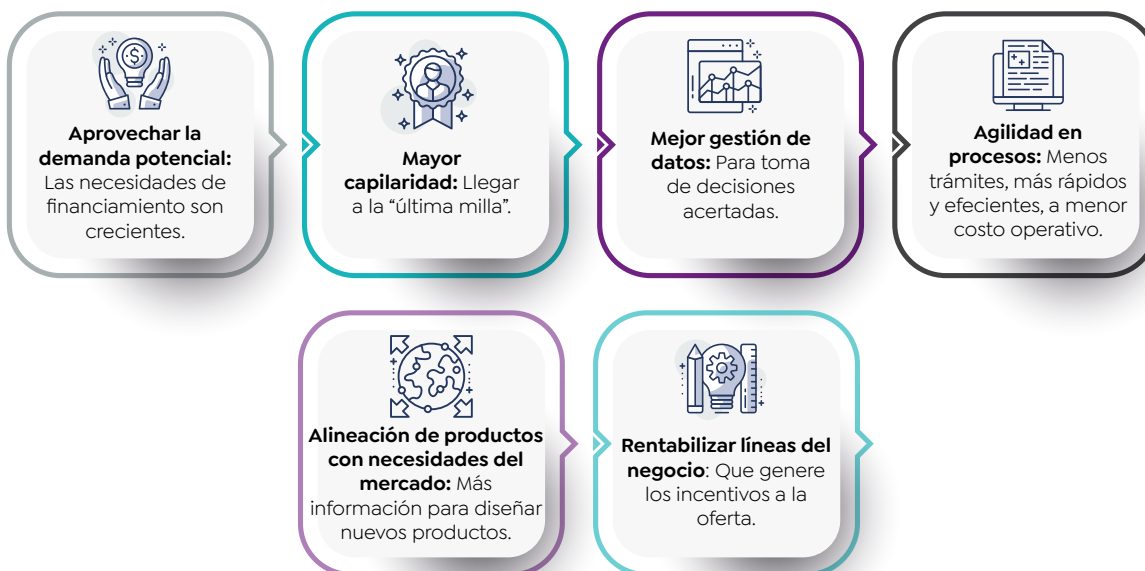 Aprovechar la
demanda potencial:
Las necesidades de
financiamiento son
crecientes.
Mayor
capilaridad: Llegar
a la “última milla”.
Mejor gestión de
datos: Para toma
de decisiones
acertadas.
Agilidad en
procesos: Menos
trámites, más rápidos
y efecientes, a menor
costo operativo.
Alineación de productos
con necesidades del
mercado: Más
información para diseñar
nuevos productos.
Rentabilizar líneas del
negocio: Que genere
los incentivos a la
oferta.